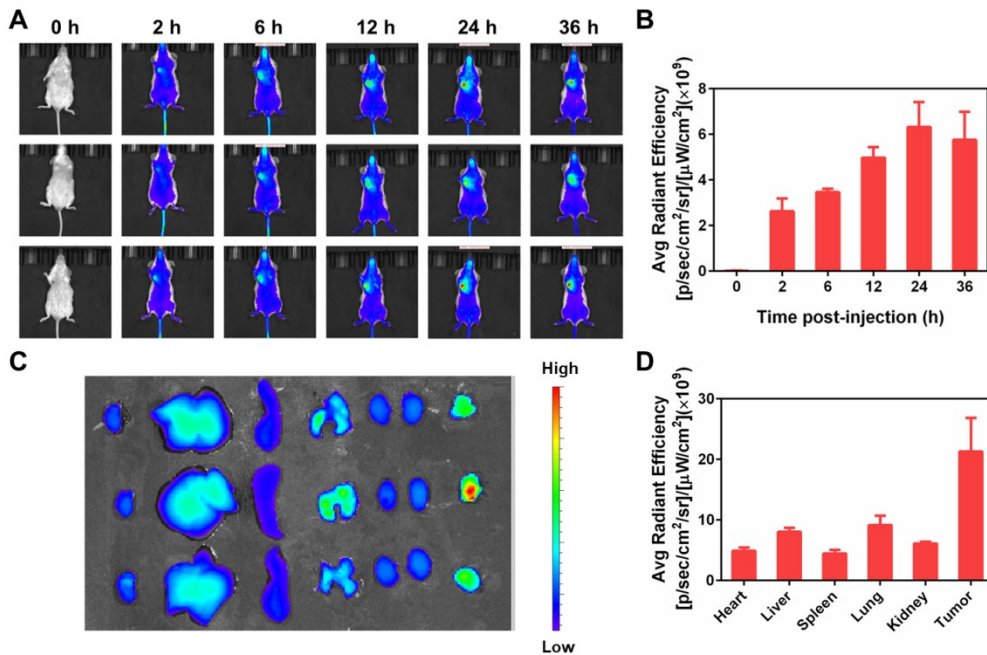 A
0 h 2 h 6 h 12 h 24 h 36 h
B
Avg Radiant Efficiency
[p/sec/cm²/sr]/[µW/cm²](×10⁹)
8
6
4
2
0
0 2 6 12 24 36
Time post-injection (h)
C
High
Low
D
Avg Radiant Efficiency
[p/sec/cm²/sr]/[µW/cm²](×10⁹)
30
20
10
0
Heart Liver Spleen Lung Kidney Tumor